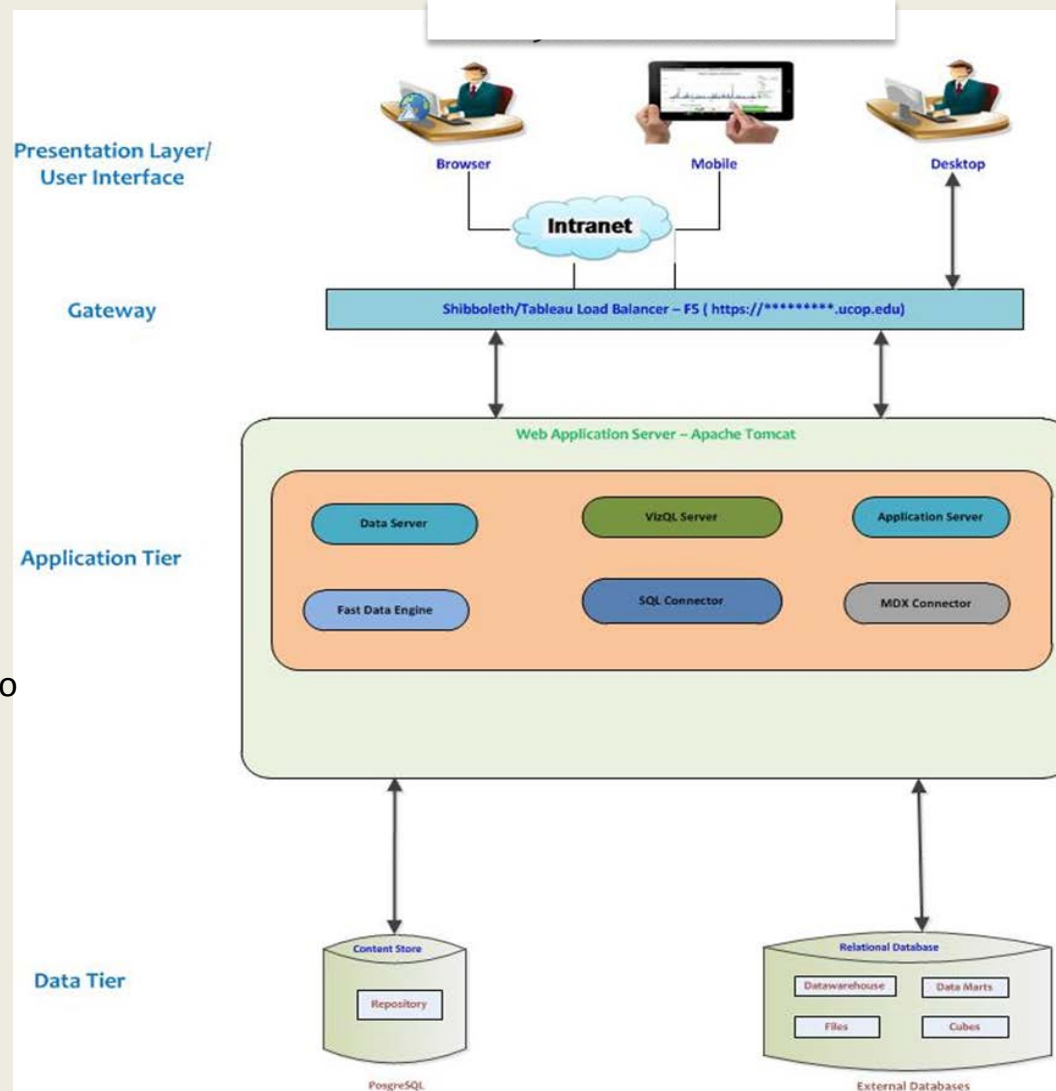 Presentation Layer/
User Interface
Browser
Mobile
Desktop
Intranet
Gateway
Shibboleth/Tableau Load Balancer – F5 ( https://*********.ucop.edu)
Web Application Server – Apache Tomcat
Application Tier
Data Server
VizQL Server
Application Server
Fast Data Engine
SQL Connector
MDX Connector
o
Data Tier
Content Store
Repository
PosgreSQL
Relational Database
Datawarehouse
Data Marts
Files
Cubes
External Databases